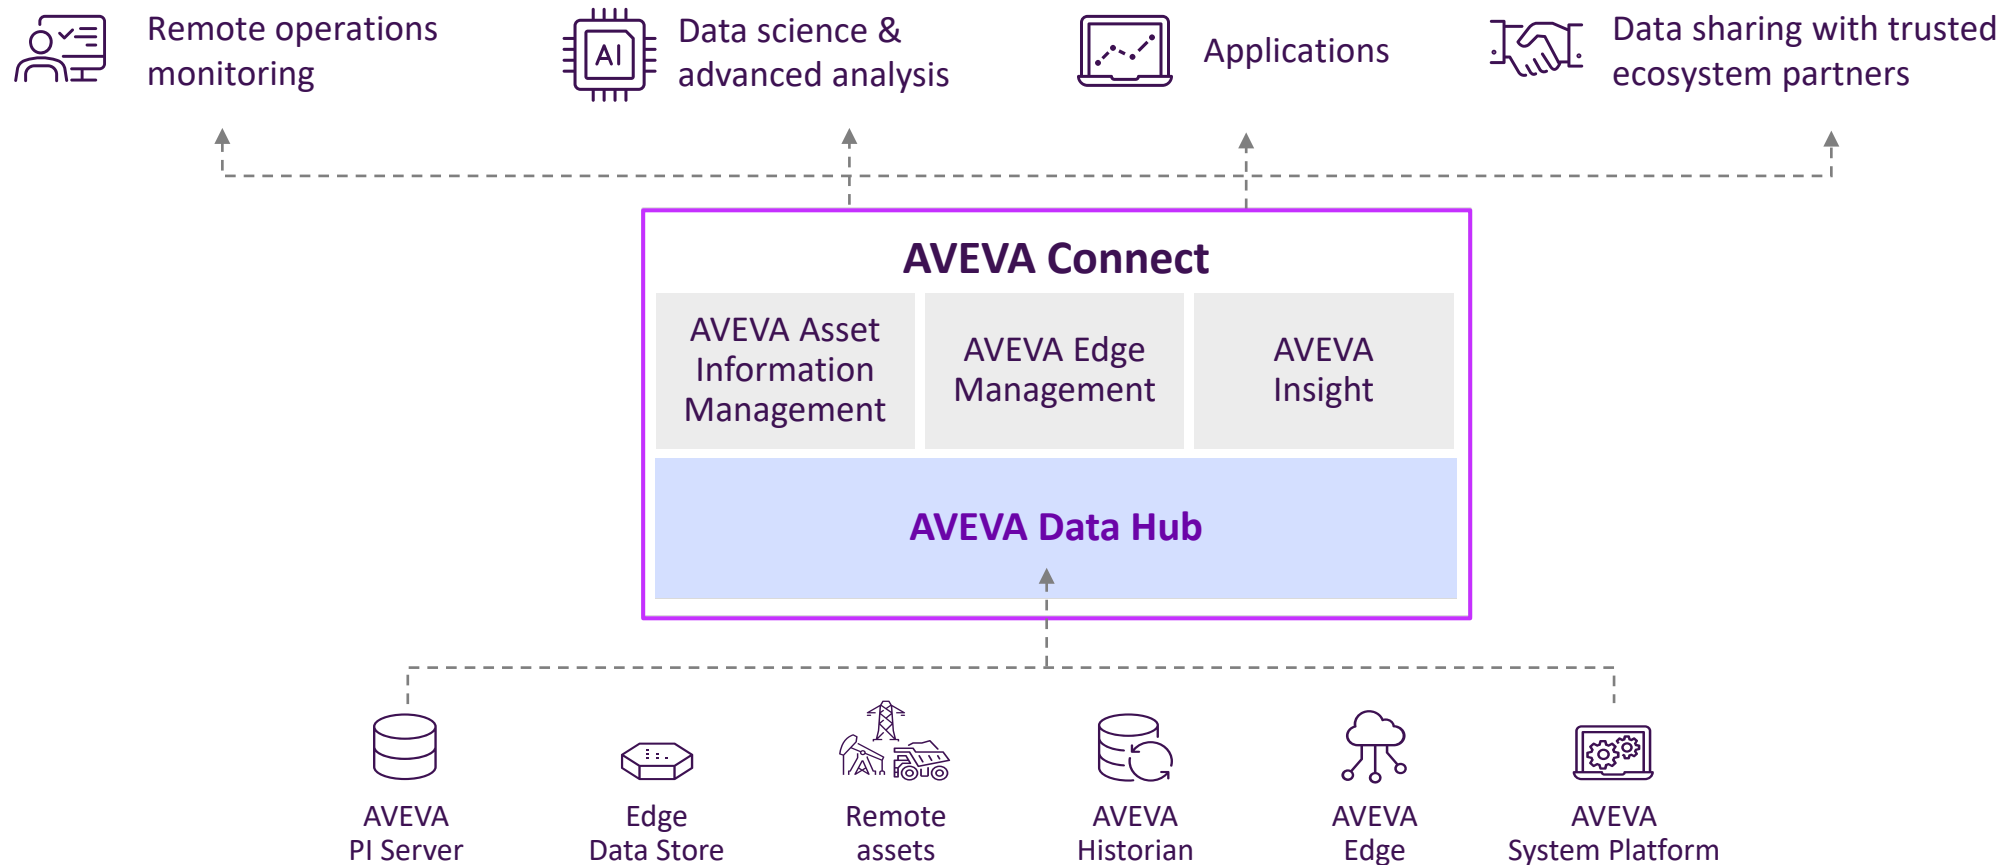 Remote operations
monitoring
AI
Data science &
advanced analysis
Applications
Data sharing with trusted
ecosystem partners
AVEVA Connect
AVEVA Asset
Information
Management
AVEVA Edge
Management
AVEVA
Insight
AVEVA Data Hub
AVEVA
PI Server
Edge
Data Store
Remote
assets
AVEVA
Historian
AVEVA
Edge
AVEVA
System Platform